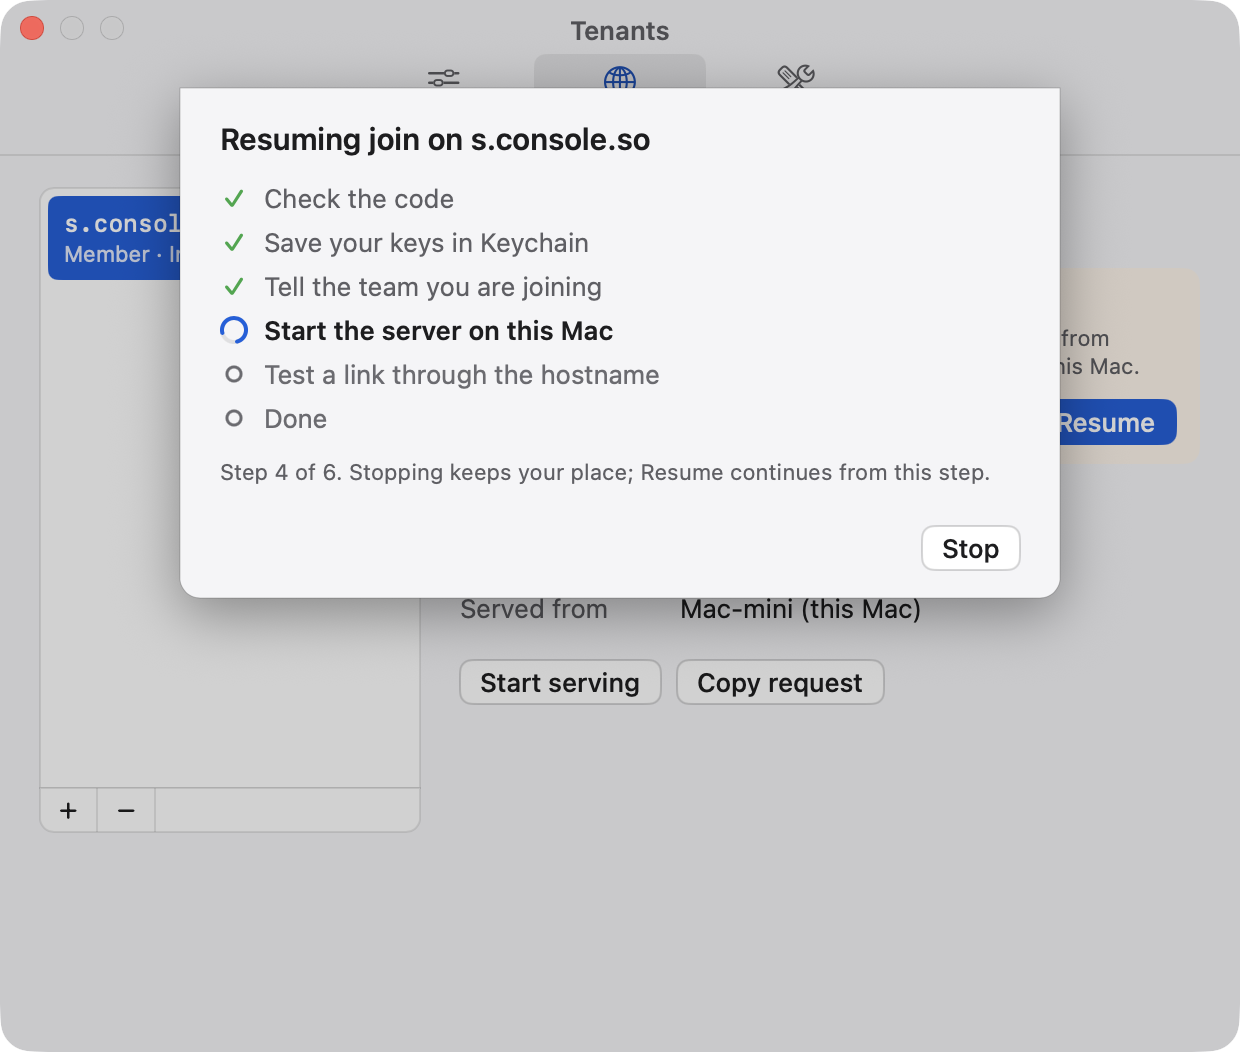 Tenants
Resuming join on s.console.so
Check the code
Save your keys in Keychain
Tell the team you are joining
Start the server on this Mac
Test a link through the hostname
Done
Step 4 of 6. Stopping keeps your place; Resume continues from this step.
Stop
s.consol
Member ·
from
Mac.
Resume
Served from Mac-mini (this Mac)
Start serving Copy request
+ −